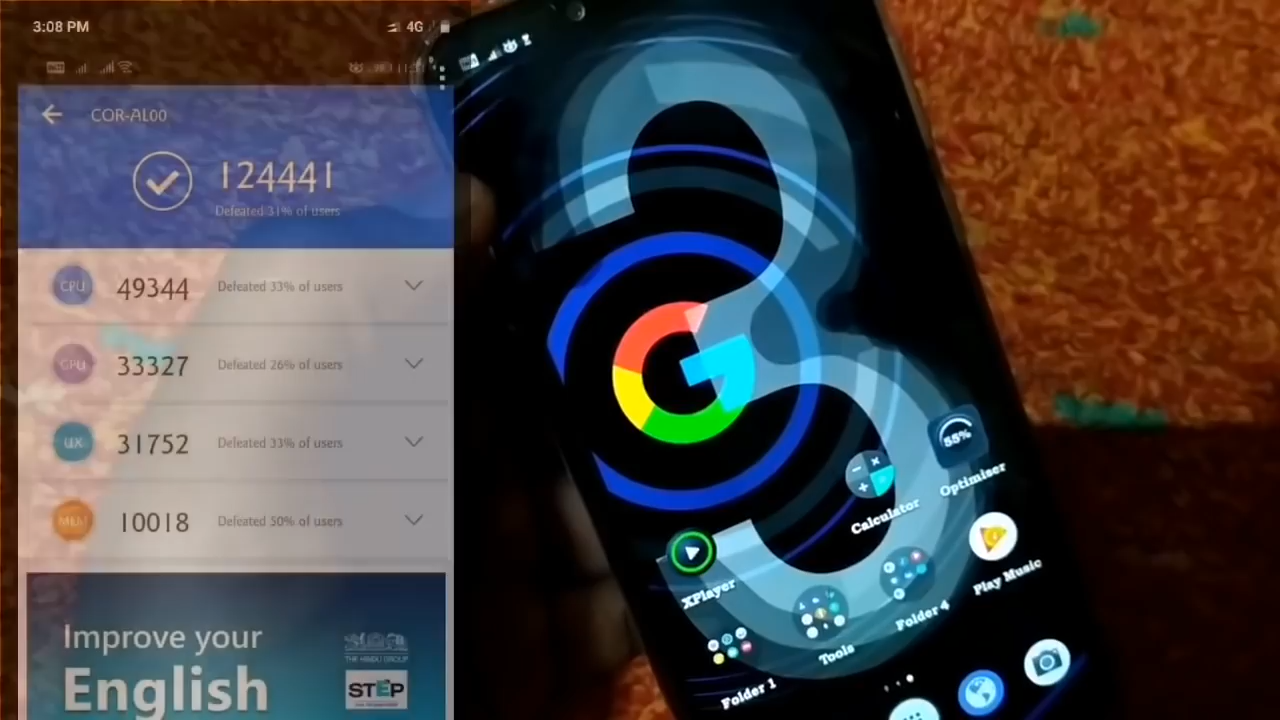 3:08 PM
4G
COR-AL00
124441
Defeated 31% of users
CPU
49344
Defeated 33% of users
GPU
33327
Defeated 26% of users
UX
31752
Defeated 33% of users
MEM
10018
Defeated 50% of users
Improve your
English
THE HINDU GROUP
STEP
3
G
55%
Optimiser
Calculator
Play Music
XPlayer
Folder 4
Tools
Folder 1